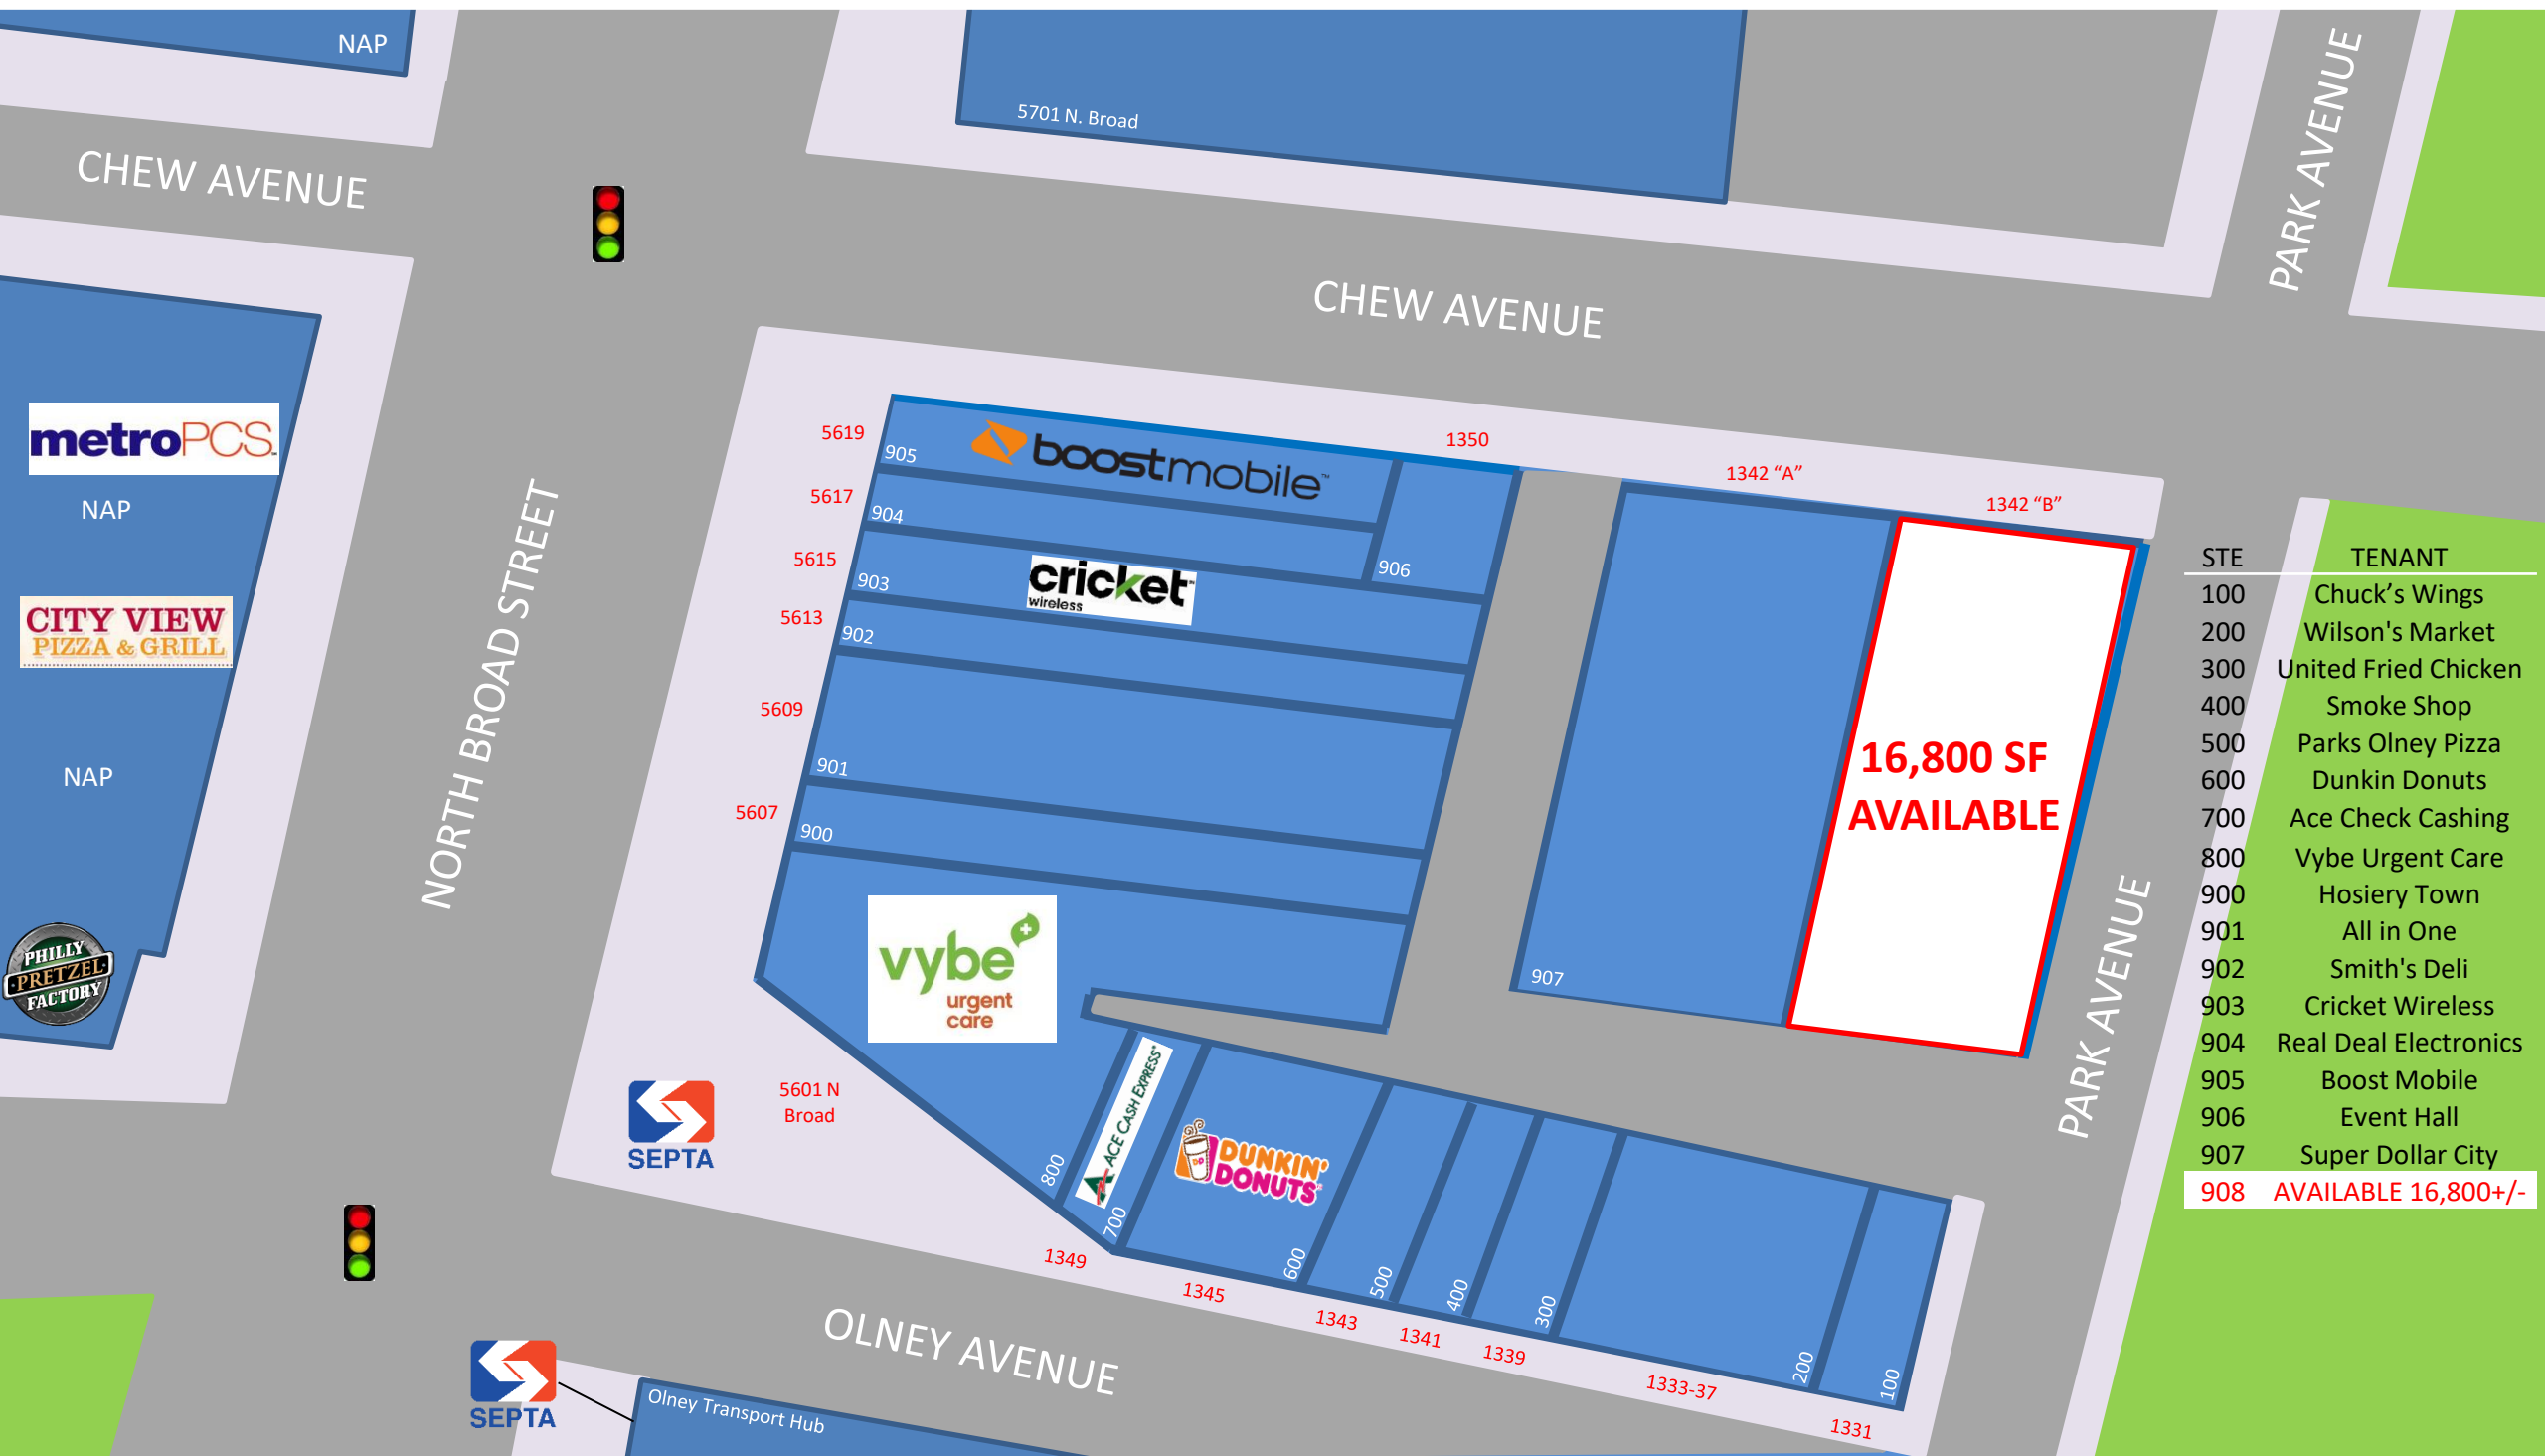 NAP
5701 N. Broad
CHEW AVENUE
PARK AVENUE
CHEW AVENUE
metroPCS
NAP
CITY VIEW
PIZZA & GRILL
NAP
PHILLY
PRETZEL
FACTORY
NORTH BROAD STREET
5619
5617
5615
5613
5609
5607
5601 N
Broad
1350
1342 “A”
1342 “B”
905
boostmobile™
904
906
903
cricket
wireless
902
901
900
vybe
urgent
care
907
16,800 SF
AVAILABLE
PARK AVENUE
800
ACE CASH EXPRESS
700
DUNKIN'
DONUTS
600
500
400
300
200
100
1349
1345
1343
1341
1339
1333-37
1331
SEPTA
OLNEY AVENUE
SEPTA
Olney Transport Hub
STE TENANT
100 Chuck’s Wings
200 Wilson's Market
300 United Fried Chicken
400 Smoke Shop
500 Parks Olney Pizza
600 Dunkin Donuts
700 Ace Check Cashing
800 Vybe Urgent Care
900 Hosiery Town
901 All in One
902 Smith's Deli
903 Cricket Wireless
904 Real Deal Electronics
905 Boost Mobile
906 Event Hall
907 Super Dollar City
908 AVAILABLE 16,800+/-